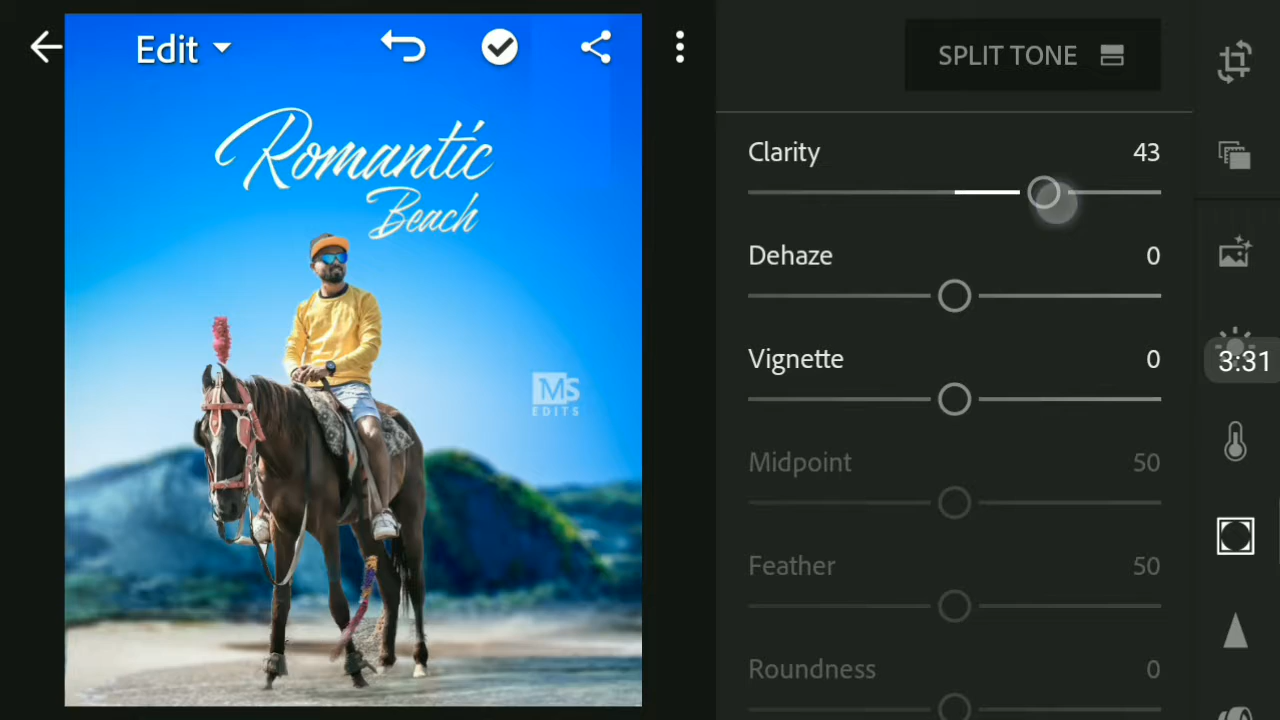 Edit
SPLIT TONE
Romantic
Beach
MS
EDITS
Clarity 43
Dehaze 0
Vignette 0
3:31
Midpoint 50
Feather 50
Roundness 0